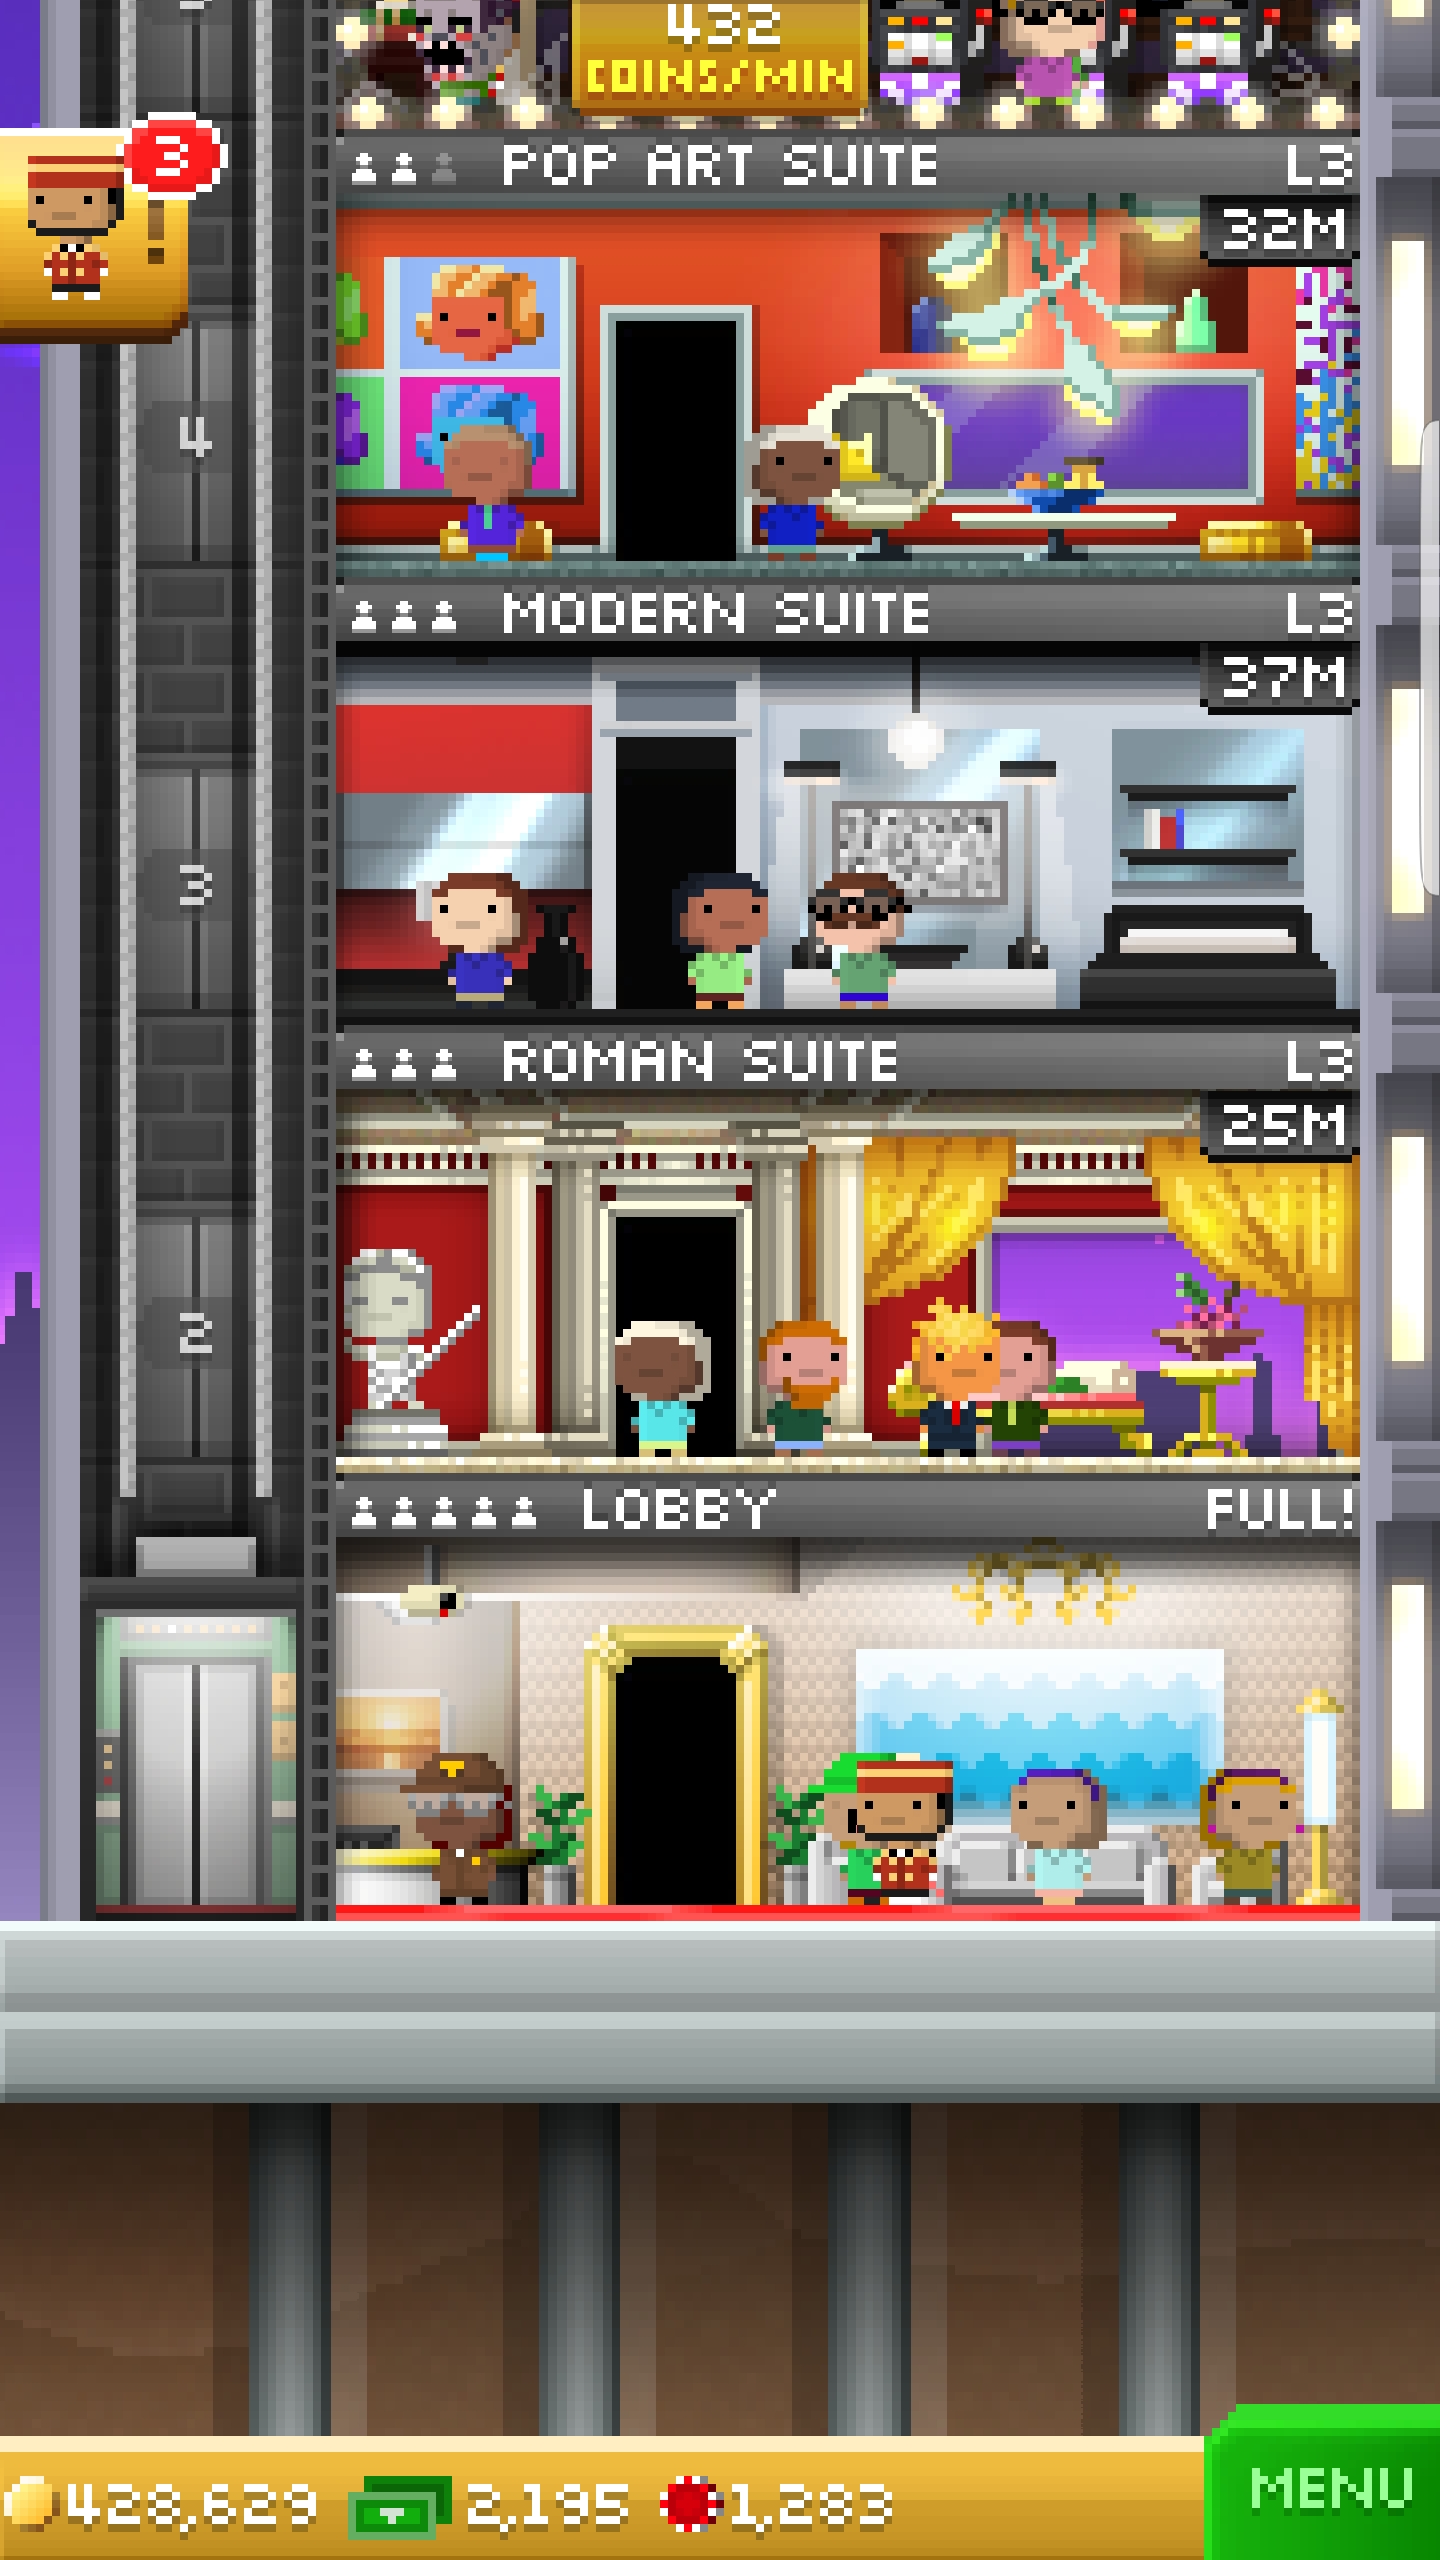 432
COINS/MIN
3
POP ART SUITE L3
32M
4
MODERN SUITE L3
37M
3
ROMAN SUITE L3
25M
2
LOBBY FULL!
428,629 2,195 1,283
MENU